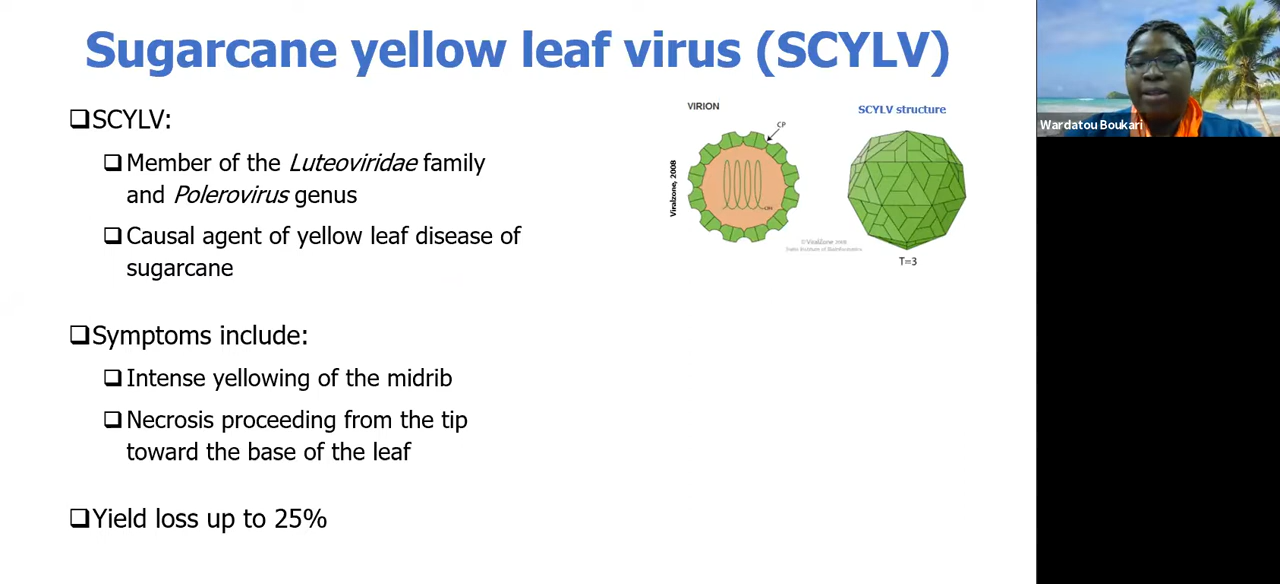 Sugarcane yellow leaf virus (SCYLV)
❑SCYLV:
❑Member of the Luteoviridae family
and Polerovirus genus
❑Causal agent of yellow leaf disease of
sugarcane
❑Symptoms include:
❑Intense yellowing of the midrib
❑Necrosis proceeding from the tip
toward the base of the leaf
❑Yield loss up to 25%
VIRION
CP
Viralzone, 2008
© ViralZone 2008
Swiss Institute of Bioinformatics
SCYLV structure
T=3
Wardatou Boukari